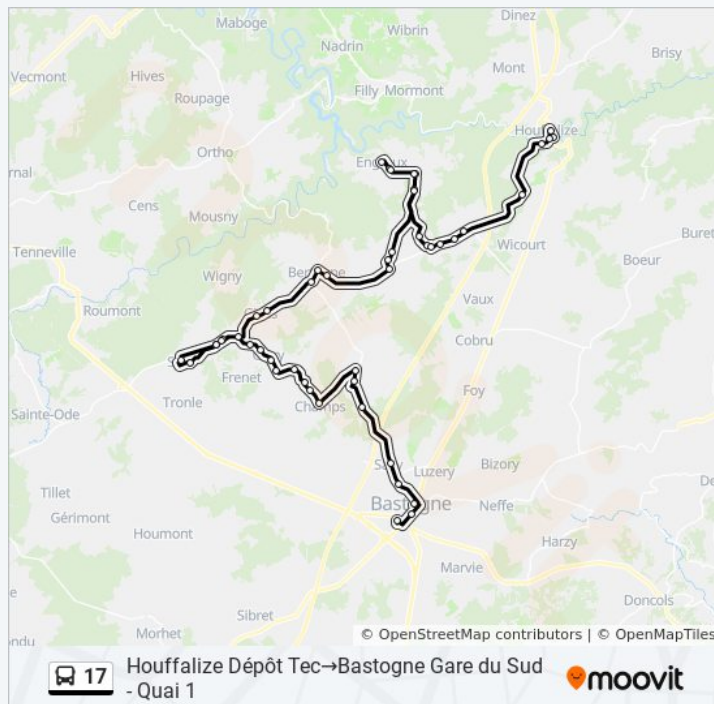 Dinez
Maboge
Wibrin
Nadrin
Mont
Brisy
Vermont
Hives
Filly Mormont
Roupage
Ortho
Cens
Mousny
Tenneville
Wicourt
Buret
Wigny
Boeur
Roumont
Vaux
Cobru
Frenet
Sainte-Ode
Tronle
Champs
Foy
Tillet
Luzery
Bizory
Gérimont
Neffe
Houmont
Harzy
Marvie
Sibret
Doncols
Morhet
© OpenStreetMap contributors | © OpenMapTiles
17
Houffalize Dépôt Tec→Bastogne Gare du Sud
- Quai 1
moovit